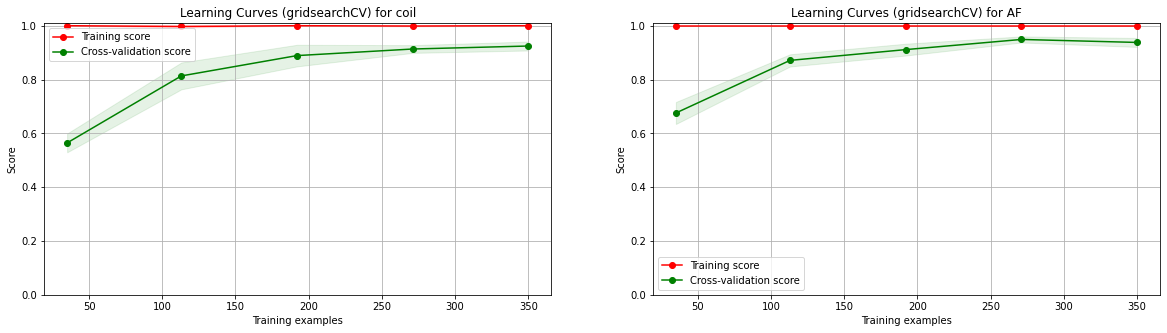 Learning Curves (gridsearchCV) for coil
1.0
0.8
0.6
0.4
0.2
0.0
Score
Training score
Cross-validation score
50 100 150 200 250 300 350
Training examples
Learning Curves (gridsearchCV) for AF
1.0
0.8
0.6
0.4
0.2
0.0
Score
Training score
Cross-validation score
50 100 150 200 250 300 350
Training examples